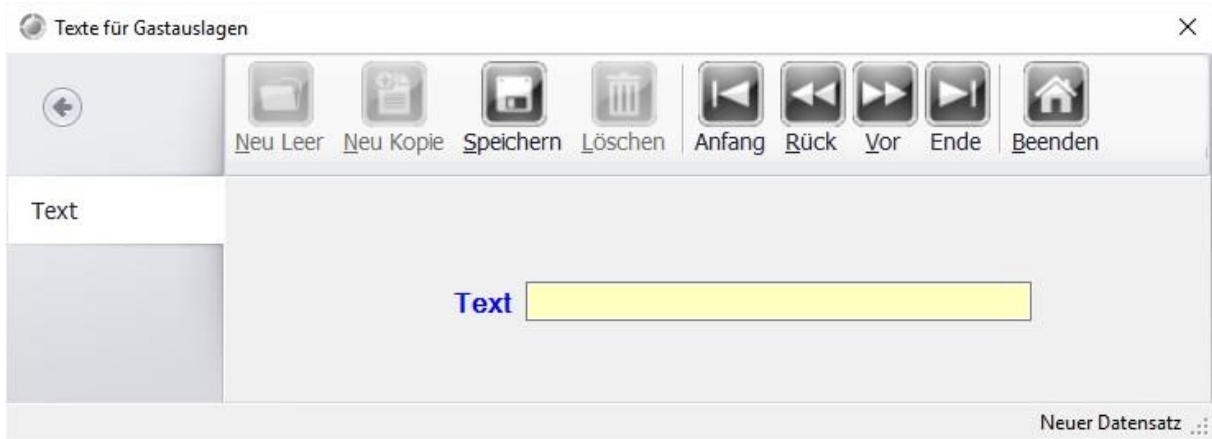 Texte für Gastauslagen
Neu Leer Neu Kopie Speichern Löschen Anfang Rück Vor Ende Beenden
Text
Text
Neuer Datensatz